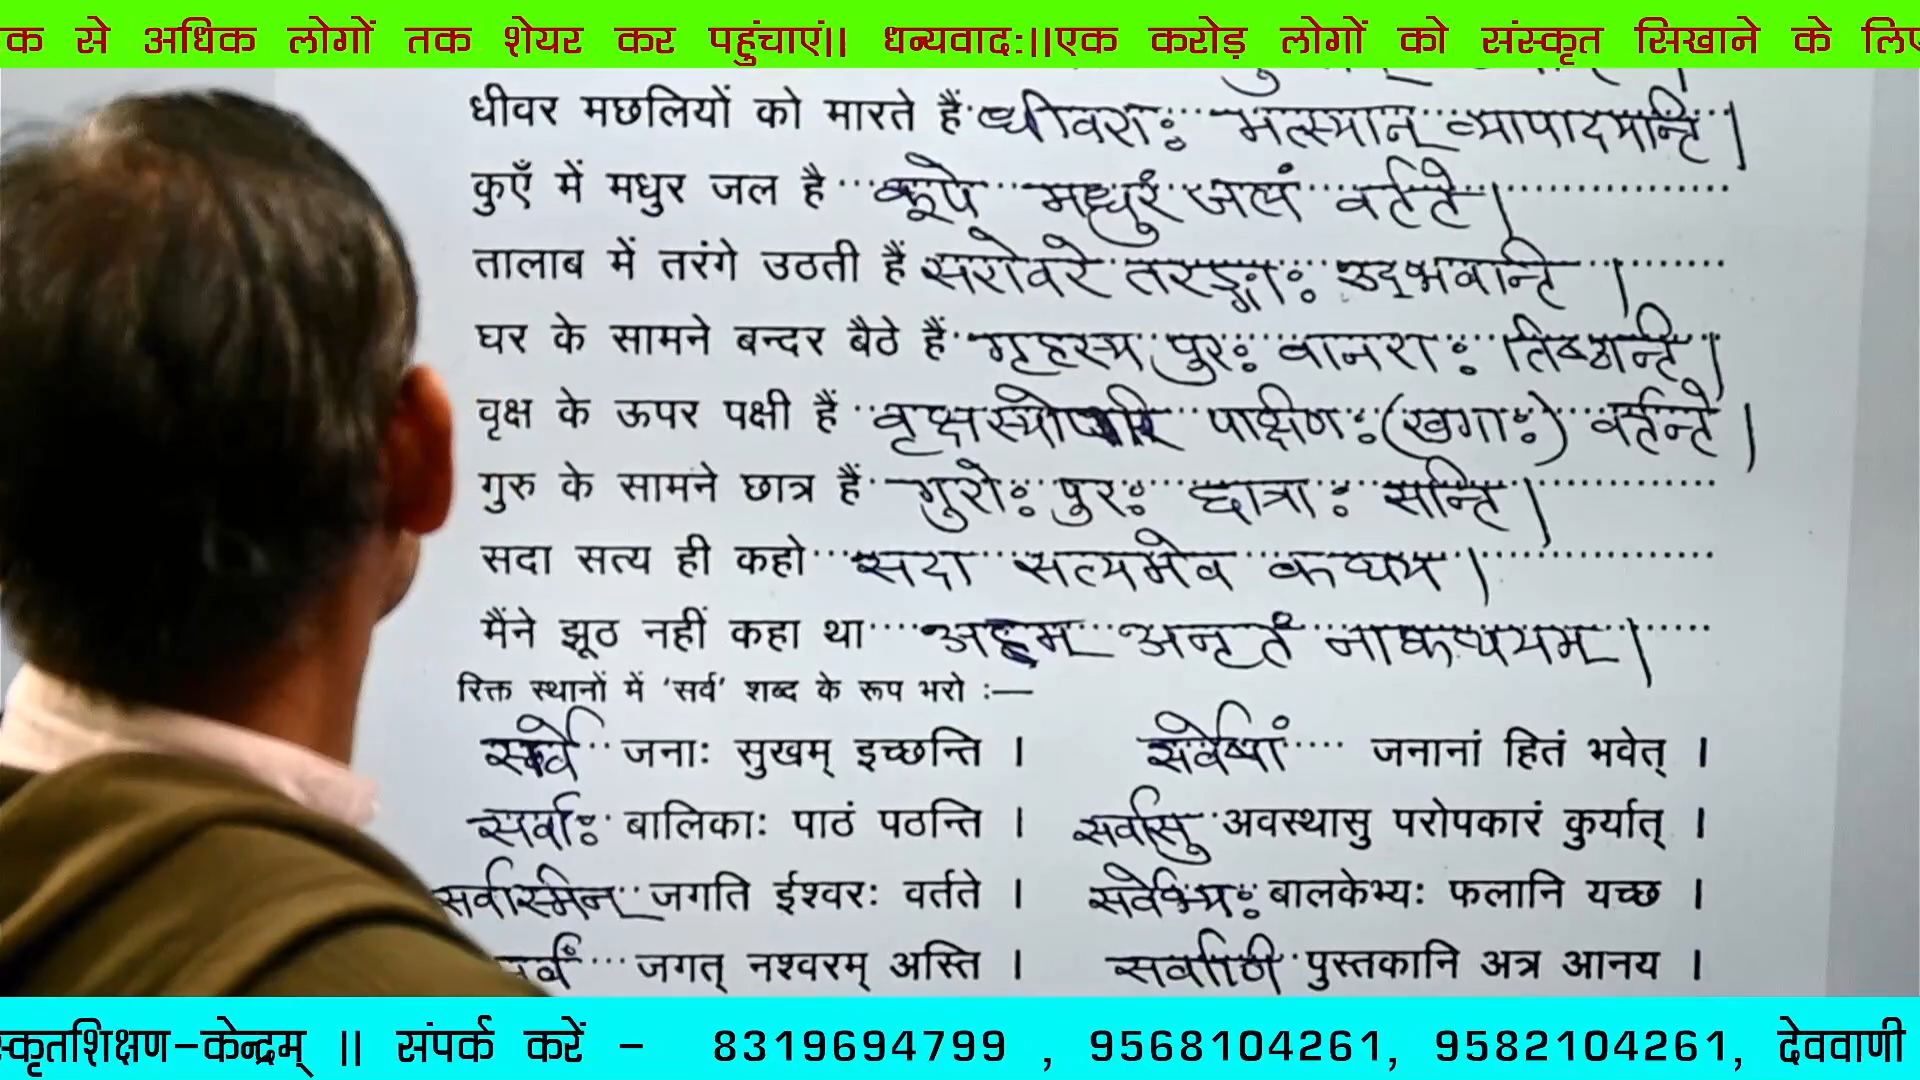 क से अधिक लोगों तक शेयर कर पहुंचाएं॥ धन्यवादः॥एक करोड़ लोगों को संस्कृत सिखाने के लिए
धीवर मछलियों को मारते हैं धीवराः मत्स्यान् व्यापादयन्ति।
कुएँ में मधुर जल है कूपे मधुरं जलं वर्तते।
तालाब में तरंगे उठती हैं सरोवरे तरङ्गाः उद्भवन्ति।
घर के सामने बन्दर बैठे हैं गृहस्य पुरः वानराः तिष्ठन्ति।
वृक्ष के ऊपर पक्षी हैं वृक्षस्योपरि पक्षिणः(खगाः) वर्तन्ते।
गुरु के सामने छात्र हैं गुरोः पुरः छात्राः सन्ति।
सदा सत्य ही कहो सदा सत्यमेव कथय।
मैंने झूठ नहीं कहा था अहम् अनृतं नाकथयम्।
रिक्त स्थानों में 'सर्व' शब्द के रूप भरो :—
सर्वे जनाः सुखम् इच्छन्ति । सर्वेषां जनानां हितं भवेत् ।
सर्वाः बालिकाः पाठं पठन्ति । सर्वासु अवस्थासु परोपकारं कुर्यात् ।
सर्वस्मिन् जगति ईश्वरः वर्तते । सर्वेभ्यः बालकेभ्यः फलानि यच्छ ।
सर्वं जगत् नश्वरम् अस्ति । सर्वाणि पुस्तकानि अत्र आनय ।
स्कृतशिक्षण-केन्द्रम् ॥ संपर्क करें - 8319694799 , 9568104261, 9582104261, देववाणी